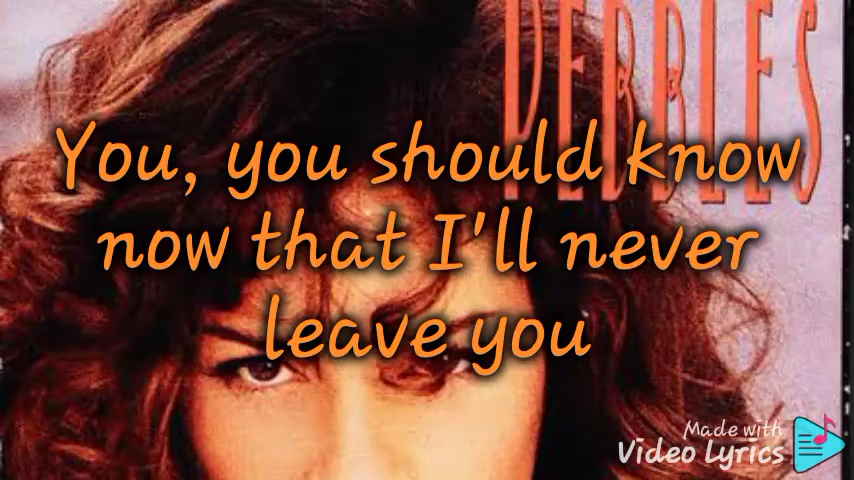 PEBBLES
You, you should know
now that I'll never
leave you
Made with
Video Lyrics